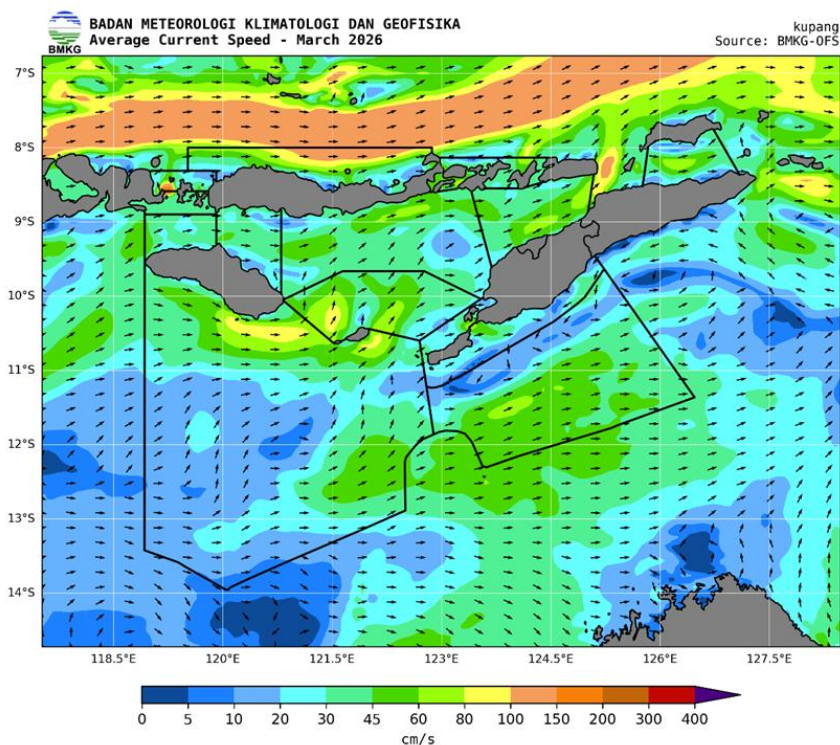 BADAN METEOROLOGI KLIMATOLOGI DAN GEOFISIKA
Average Current Speed - March 2026
BMKG
kupang
Source: BMKG-OFS
7°S
8°S
9°S
10°S
11°S
12°S
13°S
14°S
118.5°E 120°E 121.5°E 123°E 124.5°E 126°E 127.5°E
0 5 10 20 30 45 60 80 100 150 200 300 400
cm/s